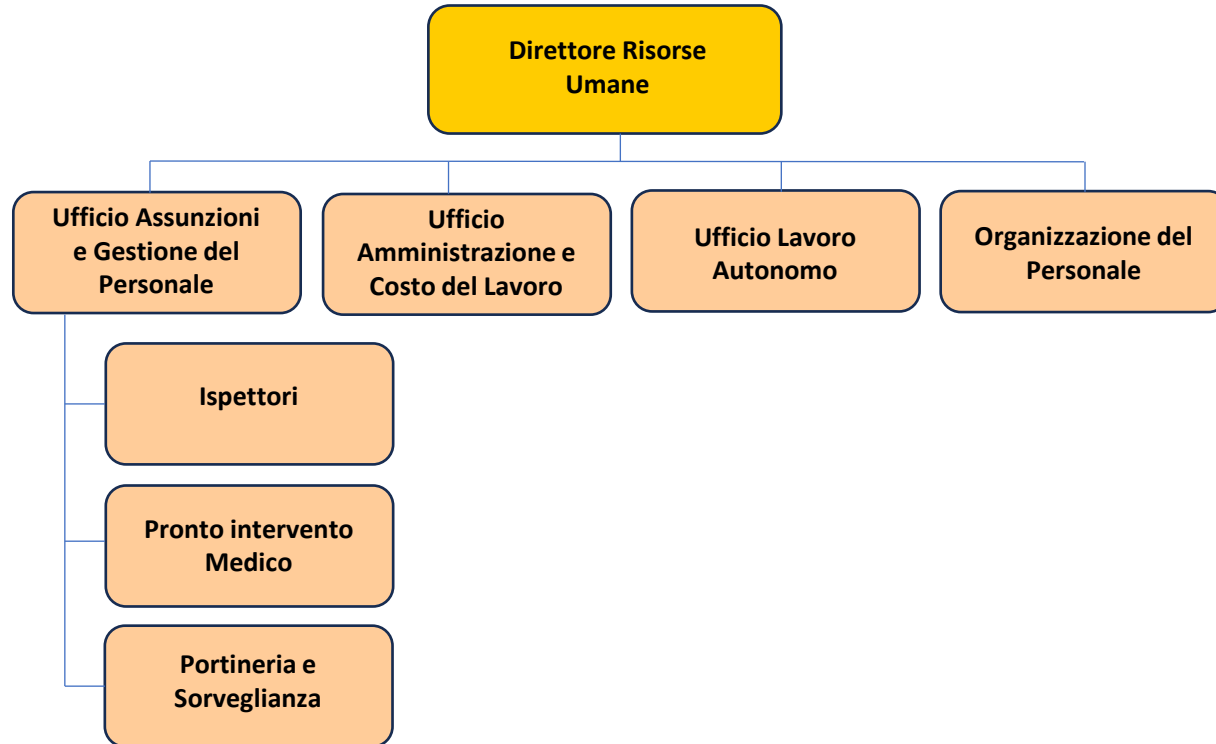 Direttore Risorse
Umane
Ufficio Assunzioni
e Gestione del
Personale
Ufficio
Amministrazione e
Costo del Lavoro
Ufficio Lavoro
Autonomo
Organizzazione del
Personale
Ispettori
Pronto intervento
Medico
Portineria e
Sorveglianza